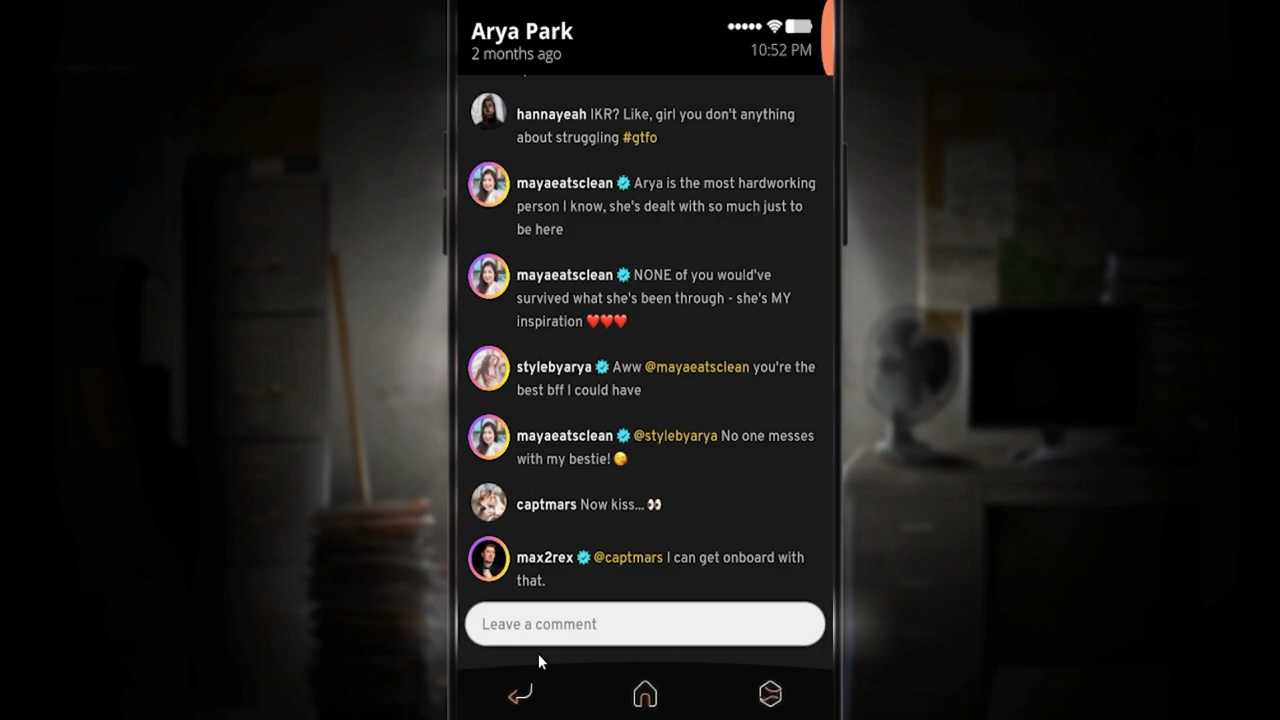 Arya Park
2 months ago
10:52 PM
hannayeah IKR? Like, girl you don't anything
about struggling #gtfo
mayaeatsclean Arya is the most hardworking
person I know, she's dealt with so much just to
be here
mayaeatsclean NONE of you would've
survived what she's been through - she's MY
inspiration ❤️❤️❤️
stylebyarya Aww @mayaeatsclean you're the
best bff I could have
mayaeatsclean @stylebyarya No one messes
with my bestie! 😘
captmars Now kiss... 👀
max2rex @captmars I can get onboard with
that.
Leave a comment